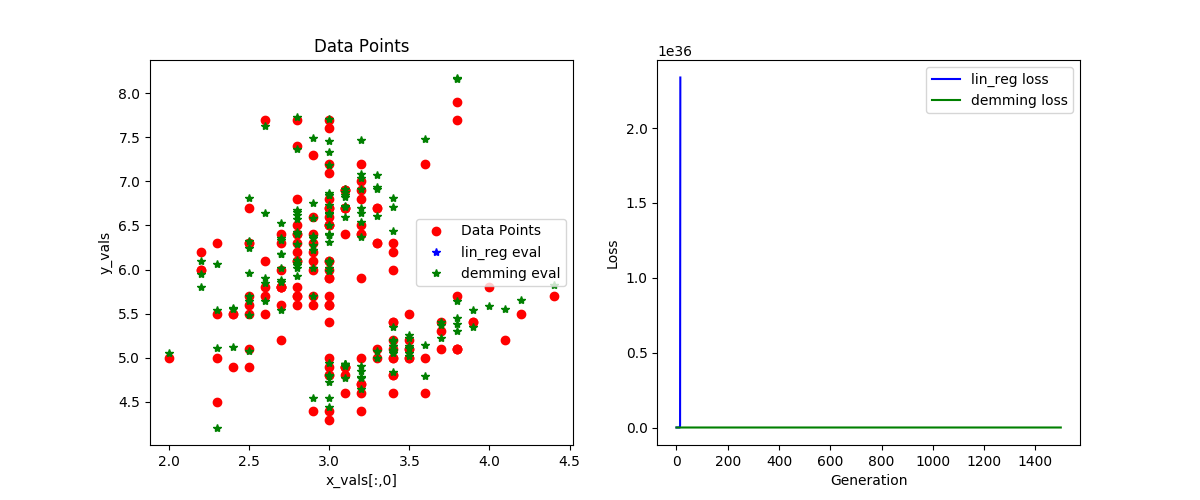 Data Points
8.0
7.5
7.0
6.5
6.0
5.5
5.0
4.5
y_vals
2.0 2.5 3.0 3.5 4.0 4.5
x_vals[:,0]
Data Points
lin_reg eval
demming eval
1e36
2.0
1.5
1.0
0.5
0.0
Loss
0 200 400 600 800 1000 1200 1400
Generation
lin_reg loss
demming loss